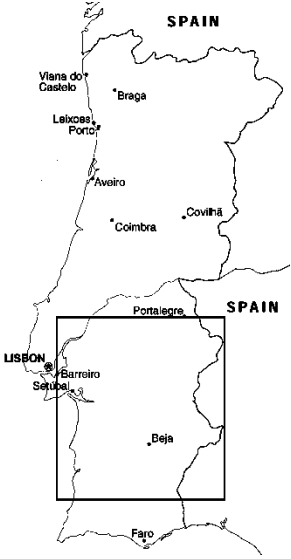 SPAIN
Viana do
Castelo
Braga
Leixoes
Porto
Aveiro
Covilhã
Coimbra
SPAIN
Portalegre
LISBON
Barreiro
Setúbal
Beja
Faro